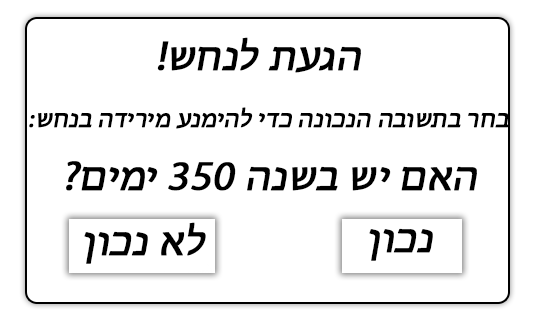 הגעת לנחש!
בחר בתשובה הנכונה כדי להימנע מירידה בנחש:
האם יש בשנה 350 ימים?
נכון
לא נכון